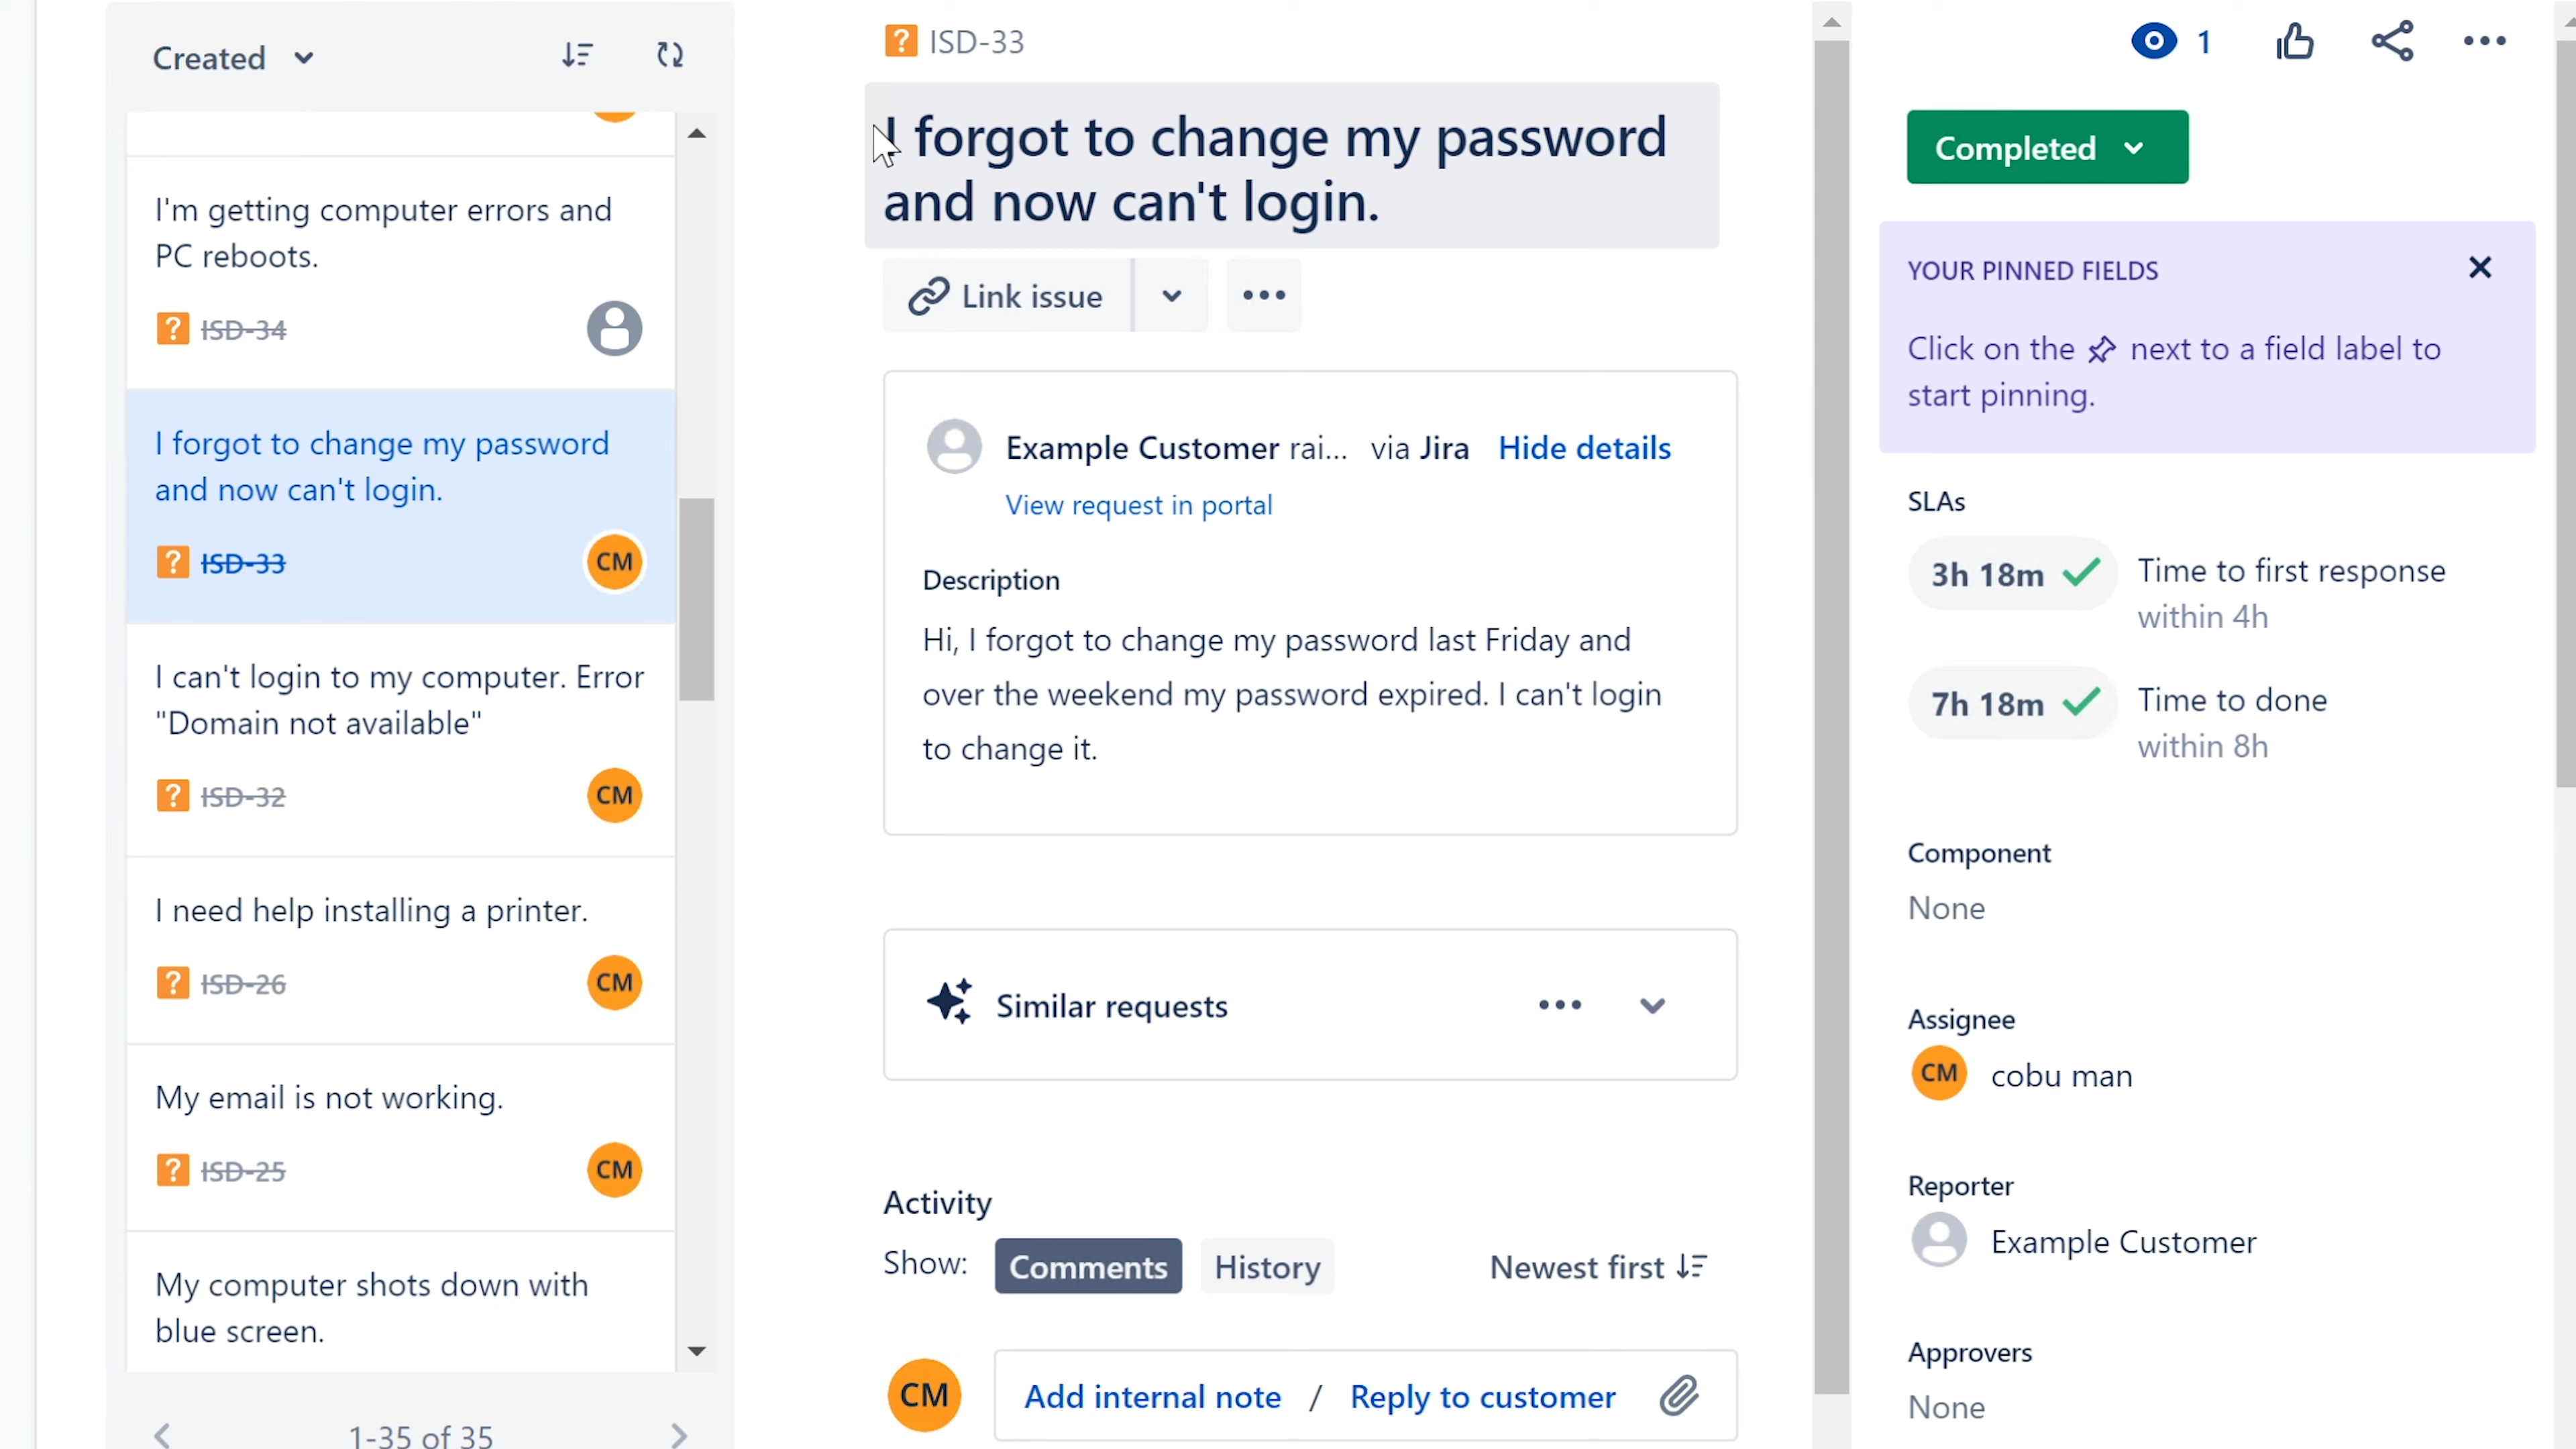 Created
I'm getting computer errors and
PC reboots.
ISD-34
I forgot to change my password
and now can't login.
ISD-33
CM
I can't login to my computer. Error
"Domain not available"
ISD-32
CM
I need help installing a printer.
ISD-26
CM
My email is not working.
ISD-25
CM
My computer shots down with
blue screen.
1-35 of 35
ISD-33
I forgot to change my password
and now can't login.
Link issue
Example Customer rai... via Jira Hide details
View request in portal
Description
Hi, I forgot to change my password last Friday and
over the weekend my password expired. I can't login
to change it.
Similar requests
Activity
Show: Comments History Newest first
CM Add internal note / Reply to customer
1
Completed
YOUR PINNED FIELDS
Click on the next to a field label to
start pinning.
SLAs
3h 18m Time to first response
within 4h
7h 18m Time to done
within 8h
Component
None
Assignee
CM cobu man
Reporter
Example Customer
Approvers
None